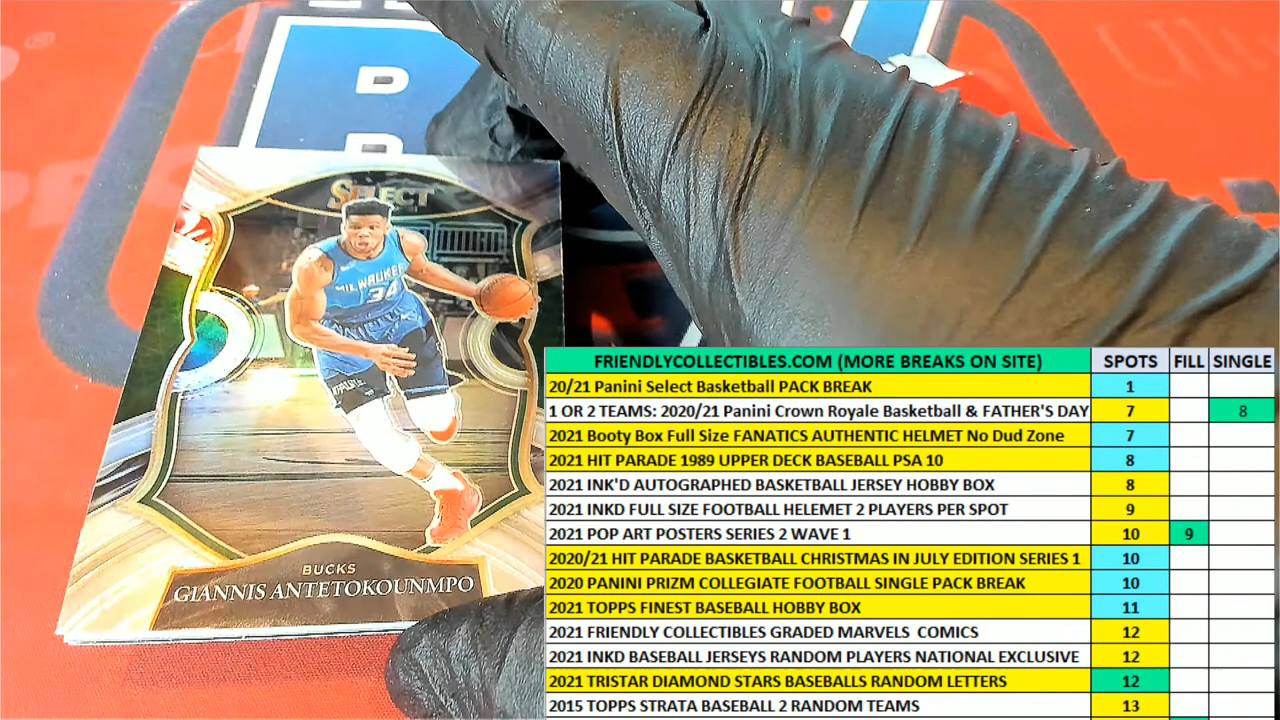 SELECT
MILWAUKEE
34
BUCKS
GIANNIS ANTETOKOUNMPO
FRIENDLYCOLLECTIBLES.COM (MORE BREAKS ON SITE) SPOTS FILL SINGLE
20/21 Panini Select Basketball PACK BREAK 1
1 OR 2 TEAMS: 2020/21 Panini Crown Royale Basketball & FATHER'S DAY 7 8
2021 Booty Box Full Size FANATICS AUTHENTIC HELMET No Dud Zone 7
2021 HIT PARADE 1989 UPPER DECK BASEBALL PSA 10 8
2021 INK'D AUTOGRAPHED BASKETBALL JERSEY HOBBY BOX 8
2021 INKD FULL SIZE FOOTBALL HELEMET 2 PLAYERS PER SPOT 9
2021 POP ART POSTERS SERIES 2 WAVE 1 10 9
2020/21 HIT PARADE BASKETBALL CHRISTMAS IN JULY EDITION SERIES 1 10
2020 PANINI PRIZM COLLEGIATE FOOTBALL SINGLE PACK BREAK 10
2021 TOPPS FINEST BASEBALL HOBBY BOX 11
2021 FRIENDLY COLLECTIBLES GRADED MARVELS COMICS 12
2021 INKD BASEBALL JERSEYS RANDOM PLAYERS NATIONAL EXCLUSIVE 12
2021 TRISTAR DIAMOND STARS BASEBALLS RANDOM LETTERS 12
2015 TOPPS STRATA BASEBALL 2 RANDOM TEAMS 13